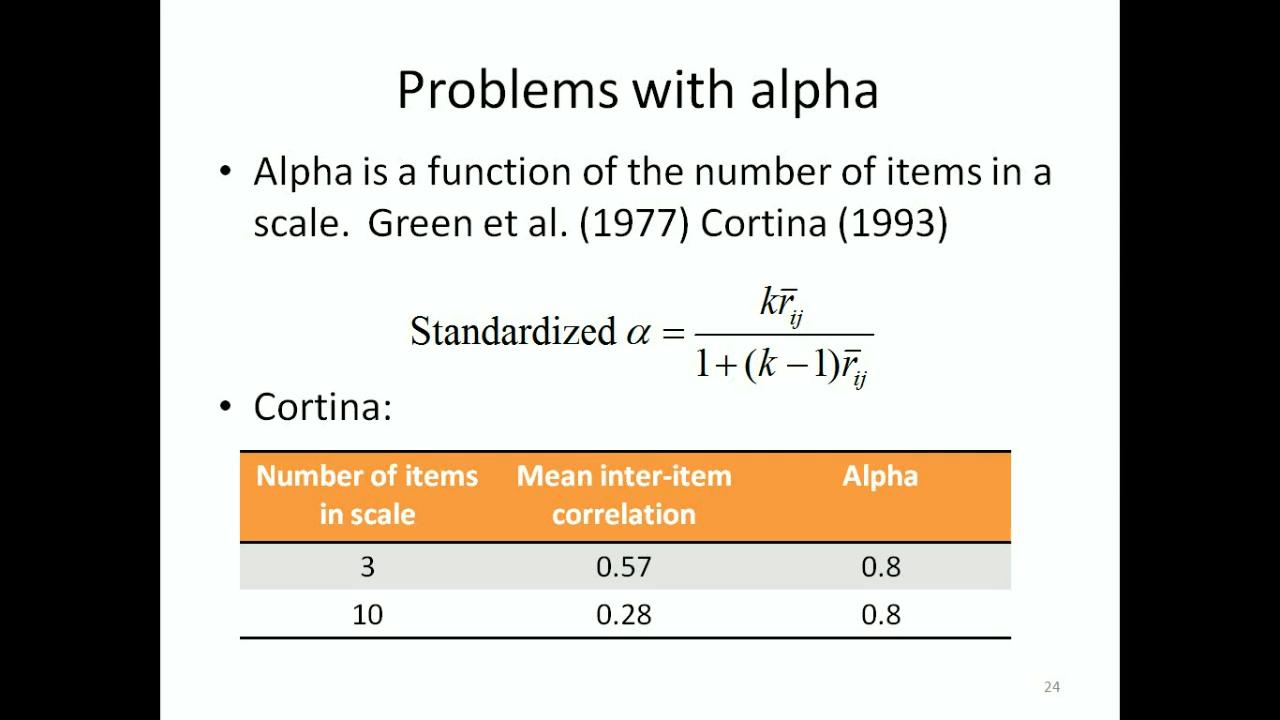 Problems with alpha
• Alpha is a function of the number of items in a
scale.  Green et al. (1977) Cortina (1993)
Standardized α = k r̄ij / 1 + (k − 1) r̄ij
• Cortina:
Number of items in scale | Mean inter-item correlation | Alpha
3 | 0.57 | 0.8
10 | 0.28 | 0.8
24